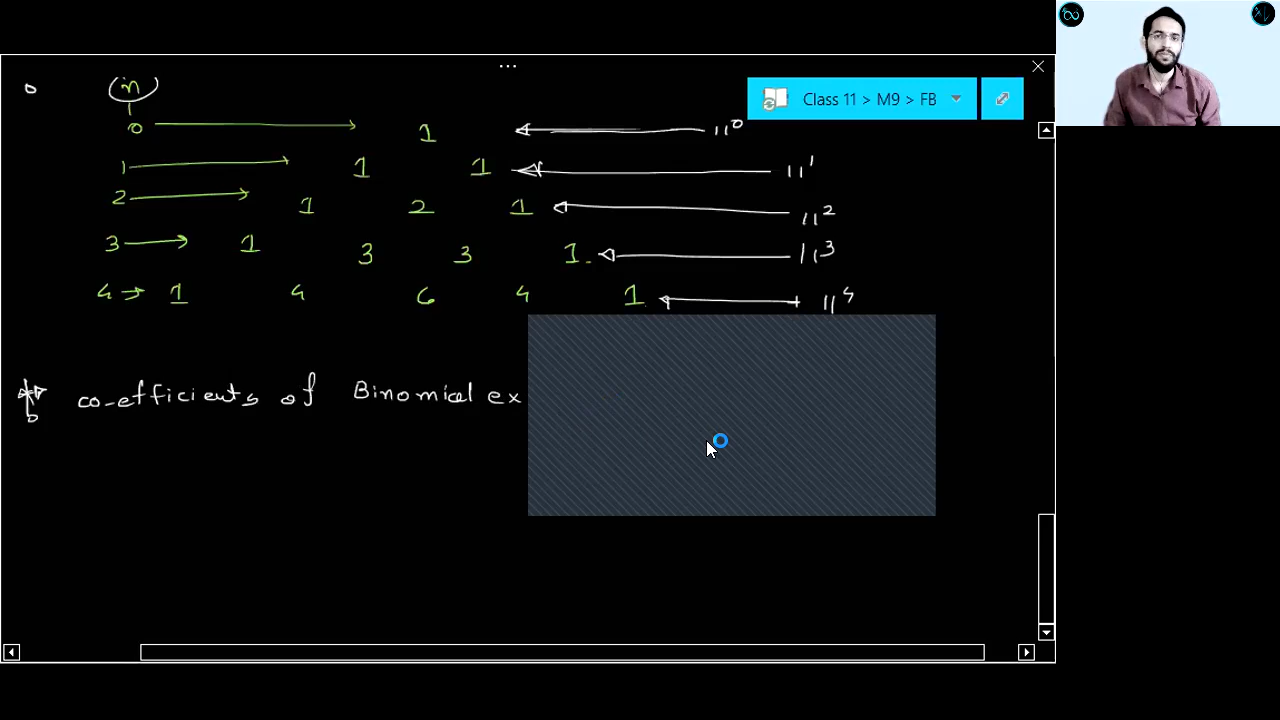 Class 11 > M9 > FB
n
0 1 11⁰
1 1 1 11¹
2 1 2 1 11²
3 1 3 3 1 11³
4 1 4 6 4 1 11⁴
co-efficients of Binomial ex